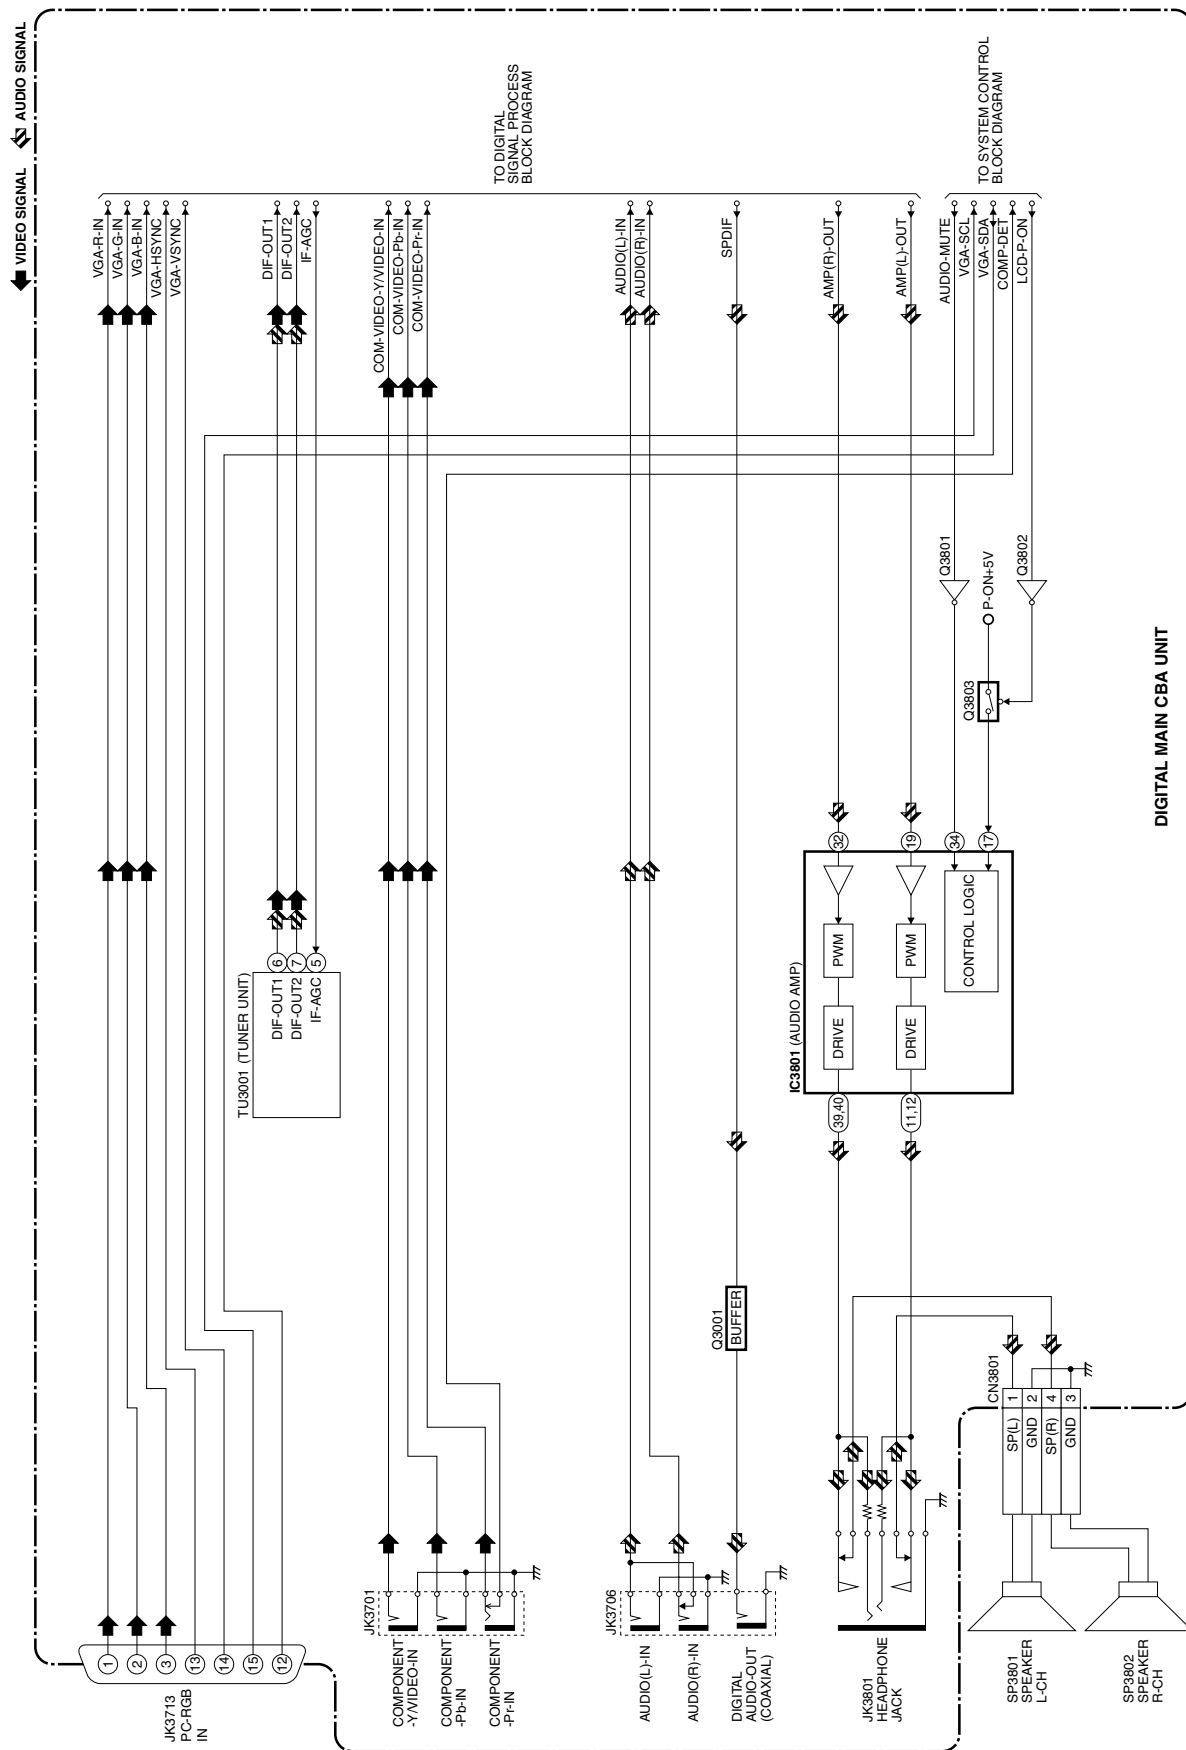 VIDEO SIGNAL
AUDIO SIGNAL
JK3713
PC-RGB
IN
1
2
3
13
14
15
12
VGA-R-IN
VGA-G-IN
VGA-B-IN
VGA-HSYNC
VGA-VSYNC
TU3001 (TUNER UNIT)
DIF-OUT1
6
DIF-OUT2
7
IF-AGC
5
DIF-OUT1
DIF-OUT2
IF-AGC
JK3701
COMPONENT
-Y/VIDEO-IN
COMPONENT
-Pb-IN
COMPONENT
-Pr-IN
COM-VIDEO-Y/VIDEO-IN
COM-VIDEO-Pb-IN
COM-VIDEO-Pr-IN
TO DIGITAL
SIGNAL PROCESS
BLOCK DIAGRAM
JK3706
AUDIO(L)-IN
AUDIO(R)-IN
DIGITAL
AUDIO-OUT
(COAXIAL)
AUDIO(L)-IN
AUDIO(R)-IN
Q3001
BUFFER
SPDIF
IC3801 (AUDIO AMP)
39,40
DRIVE
PWM
32
AMP(R)-OUT
11,12
DRIVE
PWM
19
AMP(L)-OUT
CONTROL LOGIC
34
17
Q3801
Q3803
P-ON+5V
Q3802
AUDIO-MUTE
VGA-SCL
VGA-SDA
COMP-DET
LCD-P-ON
TO SYSTEM CONTROL
BLOCK DIAGRAM
JK3801
HEADPHONE
JACK
CN3801
SP(L)
1
GND
2
SP(R)
4
GND
3
SP3801
SPEAKER
L-CH
SP3802
SPEAKER
R-CH
DIGITAL MAIN CBA UNIT